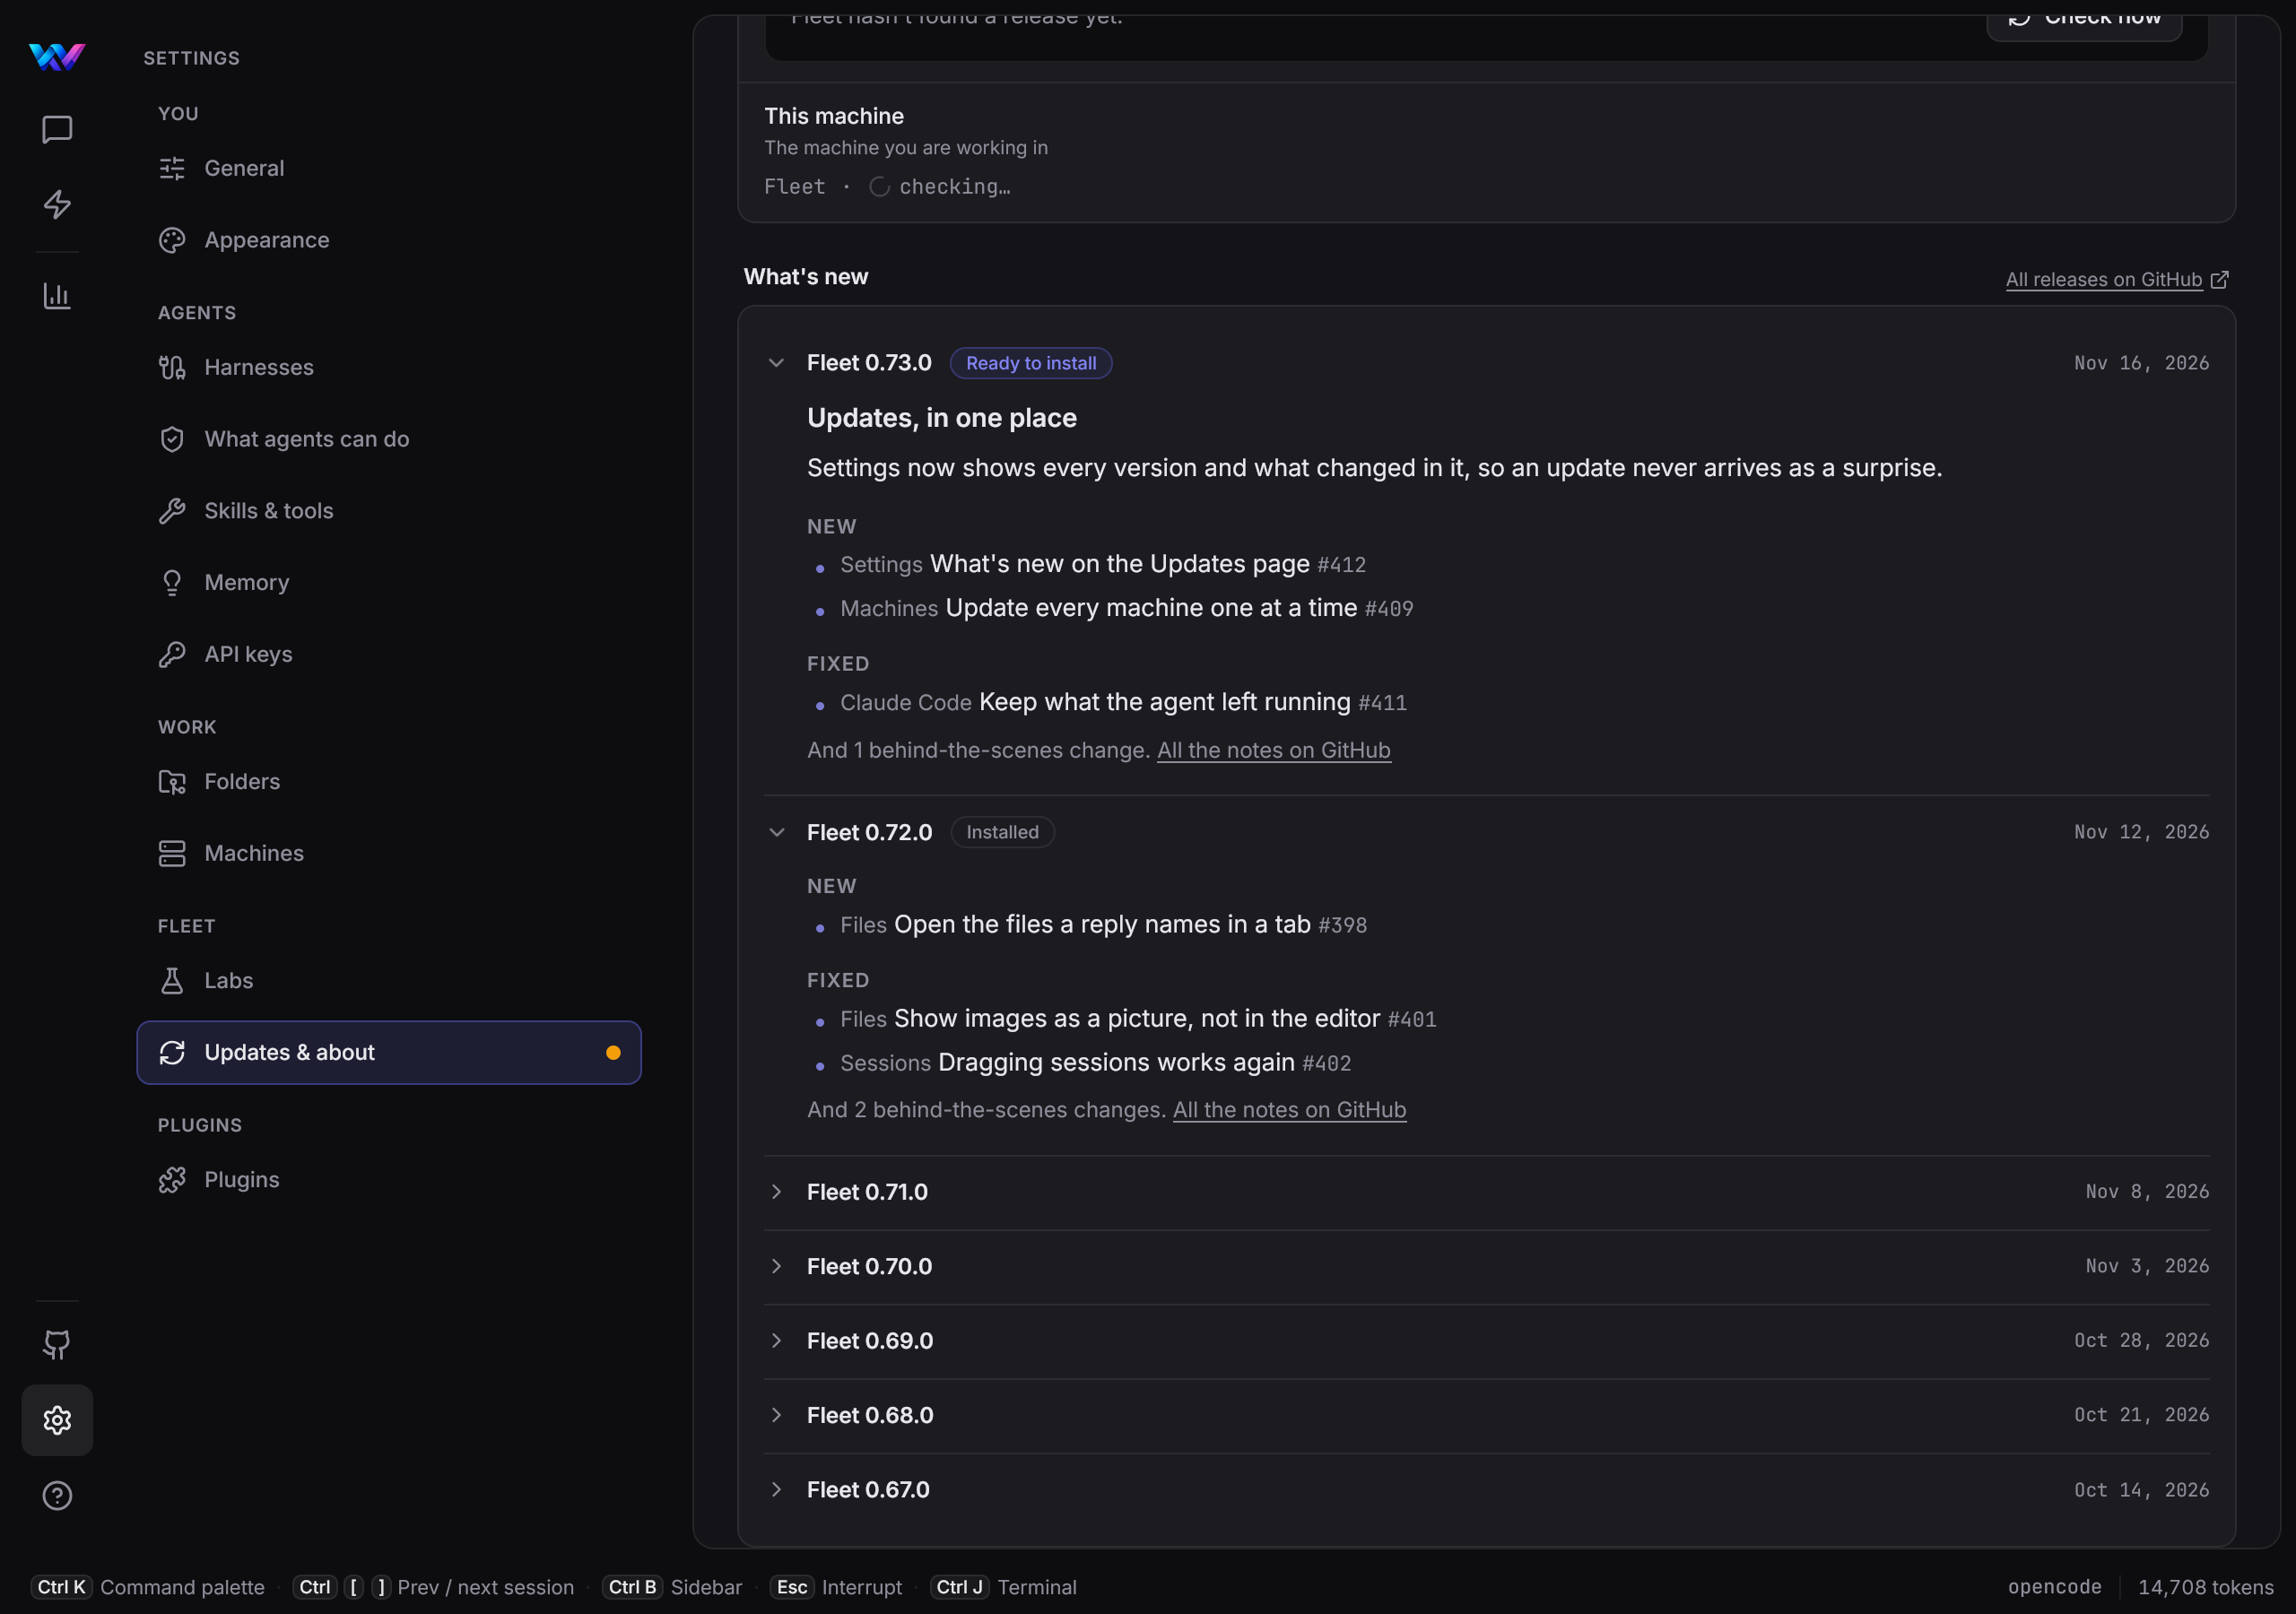 SETTINGS
YOU
General
Appearance
AGENTS
Harnesses
What agents can do
Skills & tools
Memory
API keys
WORK
Folders
Machines
FLEET
Labs
Updates & about
PLUGINS
Plugins
Fleet hasn't found a release yet.
Check now
This machine
The machine you are working in
Fleet · checking…
What's new
All releases on GitHub
Fleet 0.73.0 Ready to install Nov 16, 2026
Updates, in one place
Settings now shows every version and what changed in it, so an update never arrives as a surprise.
NEW
Settings What's new on the Updates page #412
Machines Update every machine one at a time #409
FIXED
Claude Code Keep what the agent left running #411
And 1 behind-the-scenes change. All the notes on GitHub
Fleet 0.72.0 Installed Nov 12, 2026
NEW
Files Open the files a reply names in a tab #398
FIXED
Files Show images as a picture, not in the editor #401
Sessions Dragging sessions works again #402
And 2 behind-the-scenes changes. All the notes on GitHub
Fleet 0.71.0 Nov 8, 2026
Fleet 0.70.0 Nov 3, 2026
Fleet 0.69.0 Oct 28, 2026
Fleet 0.68.0 Oct 21, 2026
Fleet 0.67.0 Oct 14, 2026
Ctrl K Command palette · Ctrl [ ] Prev / next session · Ctrl B Sidebar · Esc Interrupt · Ctrl J Terminal
opencode 14,708 tokens